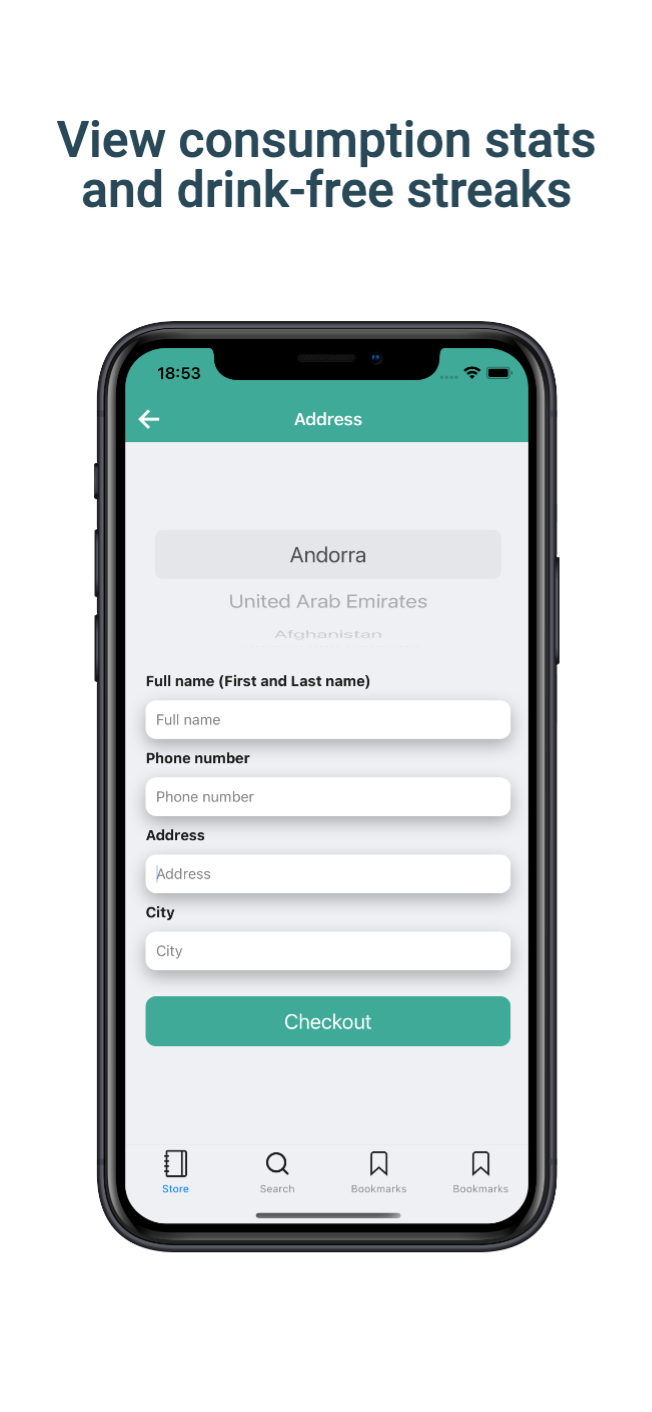 View consumption stats
and drink-free streaks
18:53
Address
Andorra
United Arab Emirates
Afghanistan
Full name (First and Last name)
Full name
Phone number
Phone number
Address
Address
City
City
Checkout
Store
Search
Bookmarks
Bookmarks